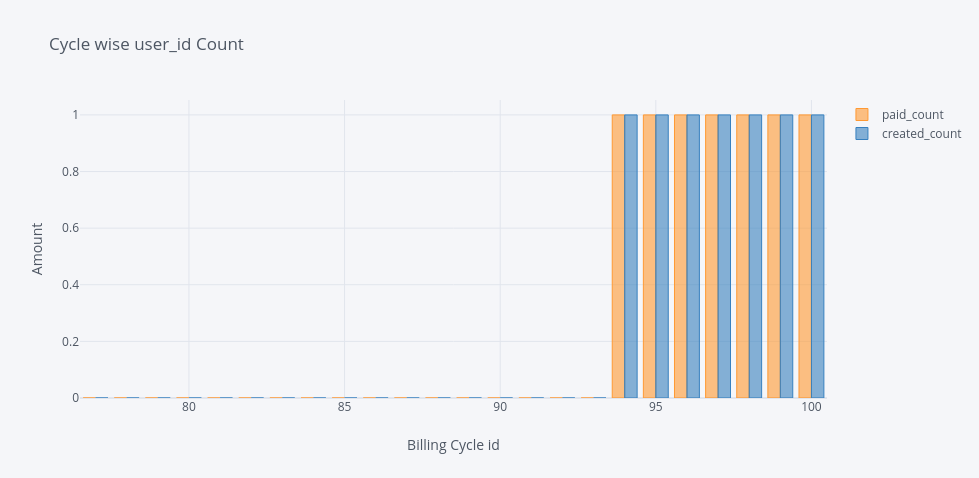 Cycle wise user_id Count
paid_count
created_count
Amount
1
0.8
0.6
0.4
0.2
0
80
85
90
95
100
Billing Cycle id